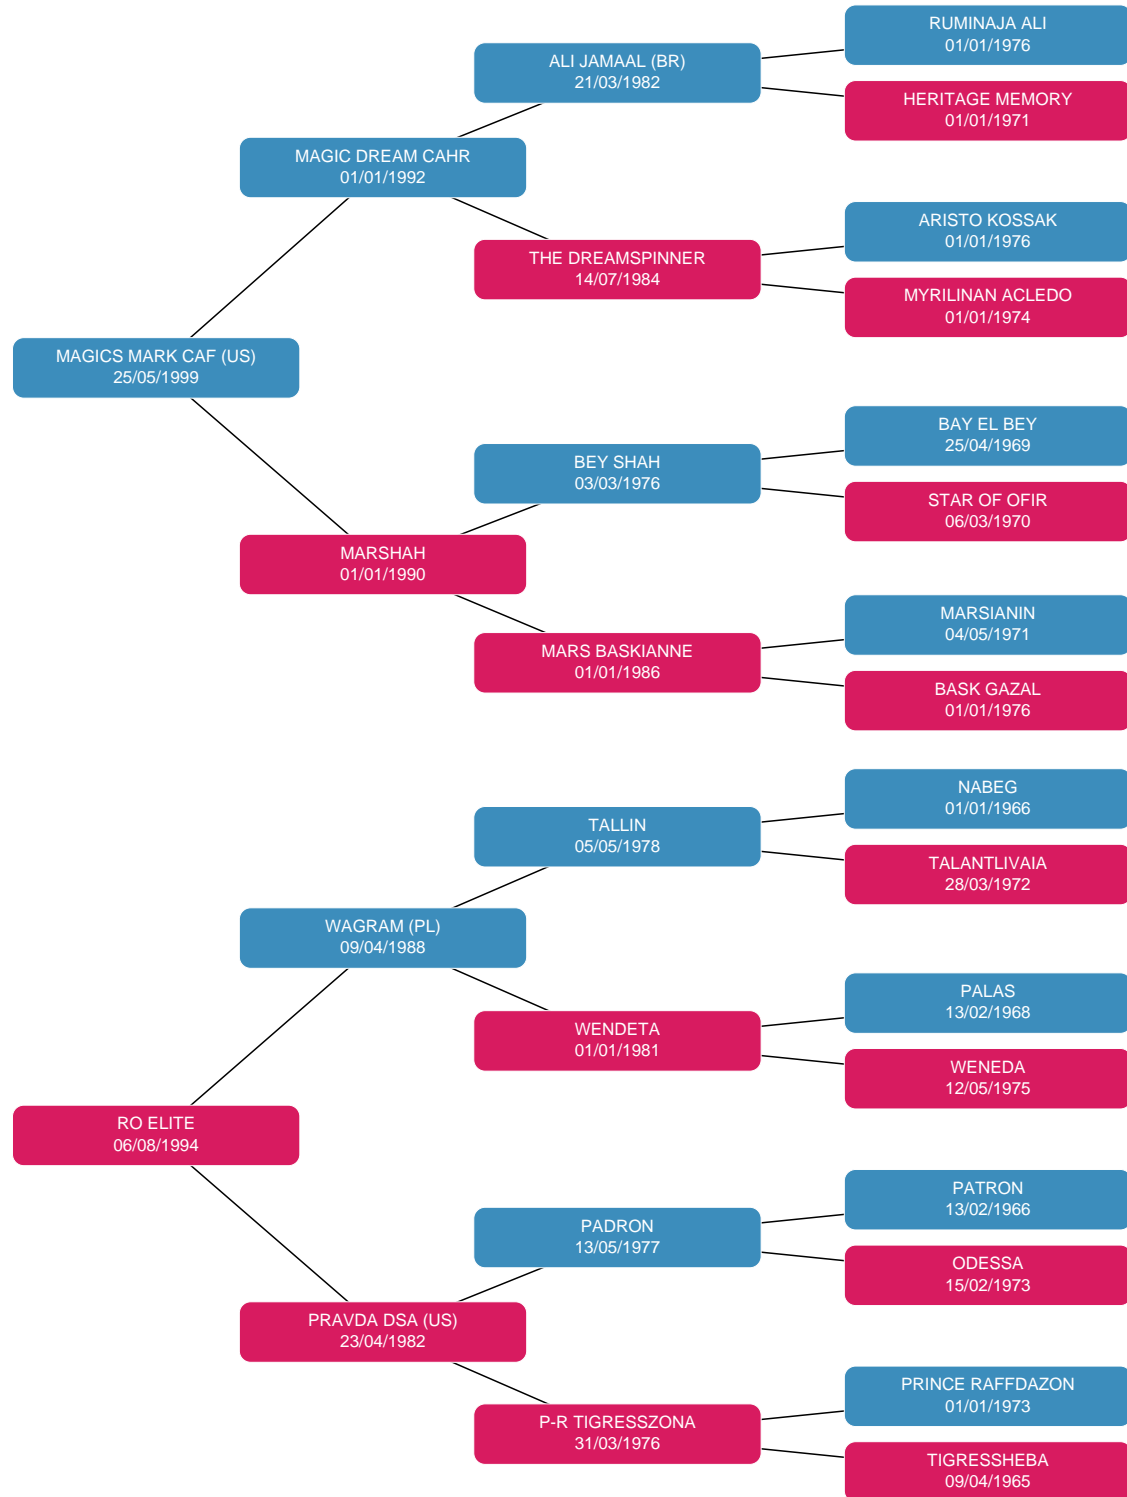 RUMINAJA ALI
01/01/1976
ALI JAMAAL (BR)
21/03/1982
HERITAGE MEMORY
01/01/1971
MAGIC DREAM CAHR
01/01/1992
ARISTO KOSSAK
01/01/1976
THE DREAMSPINNER
14/07/1984
MYRILINAN ACLEDO
01/01/1974
MAGICS MARK CAF (US)
25/05/1999
BAY EL BEY
25/04/1969
BEY SHAH
03/03/1976
STAR OF OFIR
06/03/1970
MARSHAH
01/01/1990
MARSIANIN
04/05/1971
MARS BASKIANNE
01/01/1986
BASK GAZAL
01/01/1976
NABEG
01/01/1966
TALLIN
05/05/1978
TALANTLIVAIA
28/03/1972
WAGRAM (PL)
09/04/1988
PALAS
13/02/1968
WENDETA
01/01/1981
WENEDA
12/05/1975
RO ELITE
06/08/1994
PATRON
13/02/1966
PADRON
13/05/1977
ODESSA
15/02/1973
PRAVDA DSA (US)
23/04/1982
PRINCE RAFFDAZON
01/01/1973
P-R TIGRESSZONA
31/03/1976
TIGRESSHEBA
09/04/1965